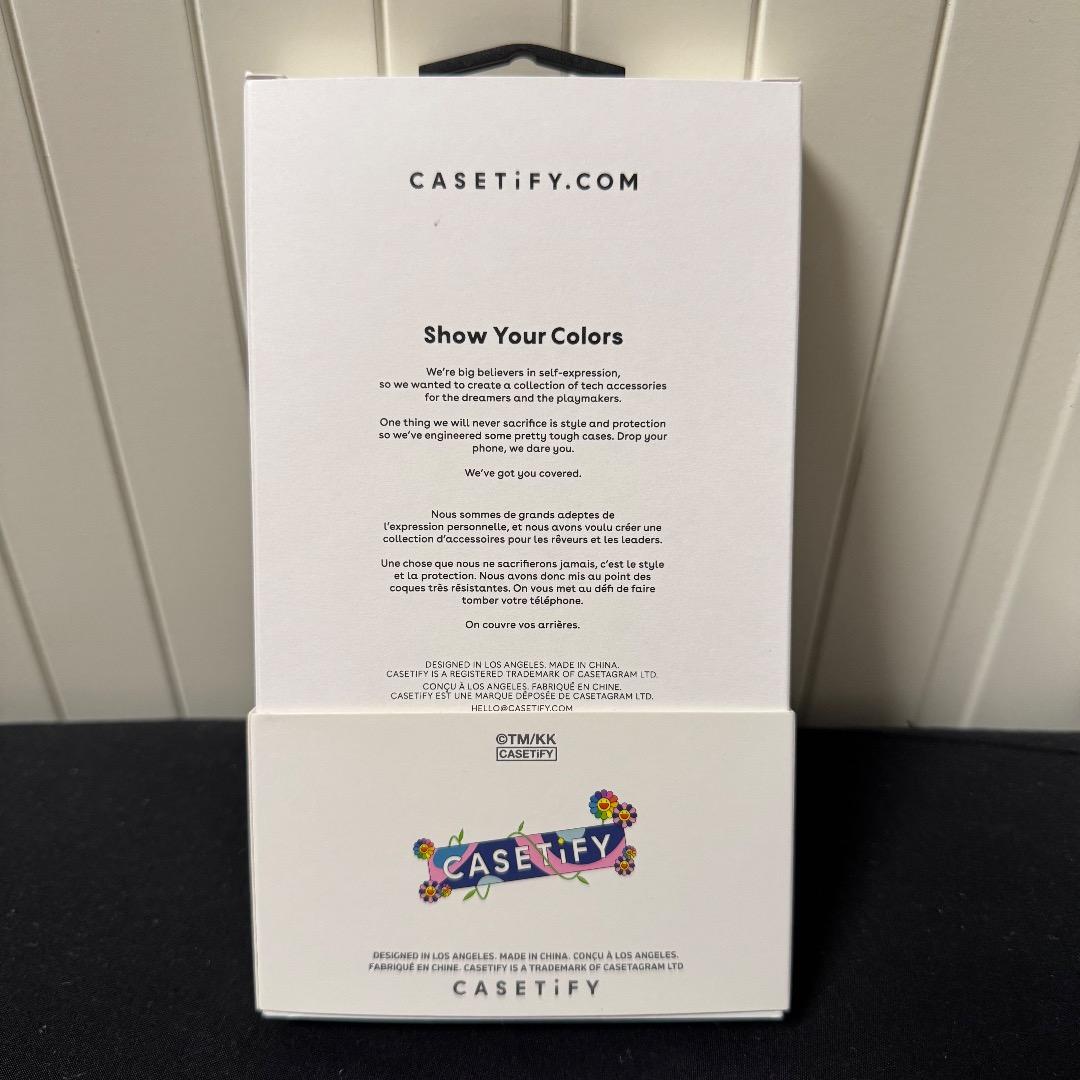 CASETiFY.COM
Show Your Colors
We're big believers in self-expression,
so we wanted to create a collection of tech accessories
for the dreamers and the playmakers.
One thing we will never sacrifice is style and protection
so we've engineered some pretty tough cases. Drop your
phone, we dare you.
We've got you covered.
Nous sommes de grands adeptes de
l'expression personnelle, et nous avons voulu créer une
collection d'accessoires pour les rêveurs et les leaders.
Une chose que nous ne sacrifierons jamais, c'est le style
et la protection. Nous avons donc mis au point des
coques très résistantes. On vous met au défi de faire
tomber votre téléphone.
On couvre vos arrières.
DESIGNED IN LOS ANGELES. MADE IN CHINA.
CASETiFY IS A REGISTERED TRADEMARK OF CASETAGRAM LTD.
CONÇU À LOS ANGELES. FABRIQUÉ EN CHINE.
CASETiFY EST UNE MARQUE DÉPOSÉE DE CASETAGRAM LTD.
HELLO@CASETIFY.COM
©TM/KK
CASETiFY
CASETiFY
DESIGNED IN LOS ANGELES. MADE IN CHINA. CONÇU À LOS ANGELES.
FABRIQUÉ EN CHINE. CASETIFY IS A TRADEMARK OF CASETAGRAM LTD
CASETiFY